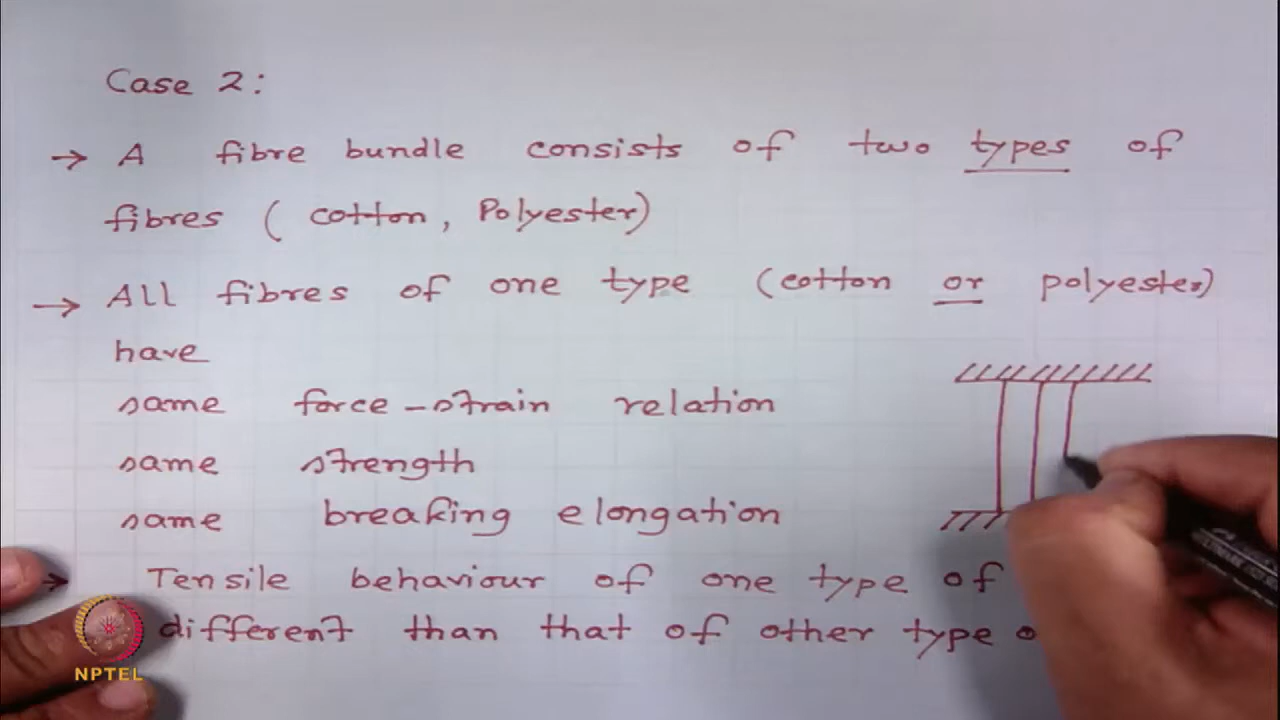 Case 2:
→ A fibre bundle consists of two types of
fibres ( cotton, Polyester)
→ All fibres of one type (cotton or polyester)
have
same force-strain relation
same strength
same breaking elongation
→ Tensile behaviour of one type of
different than that of other type
NPTEL